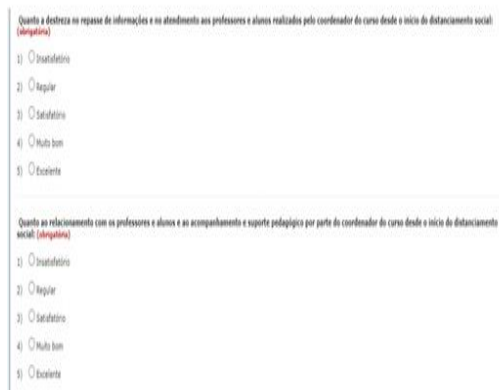 Quanto a destreza no repasse de informações e no atendimento aos professores e alunos realizados pelo coordenador do curso desde o início do distanciamento social:
(obrigatória)
1) Insatisfatório
2) Regular
3) Satisfatório
4) Muito bom
5) Excelente
Quanto ao relacionamento com os professores e alunos e ao acompanhamento e suporte pedagógico por parte do coordenador do curso desde o início do distanciamento
social: (obrigatória)
1) Insatisfatório
2) Regular
3) Satisfatório
4) Muito bom
5) Excelente